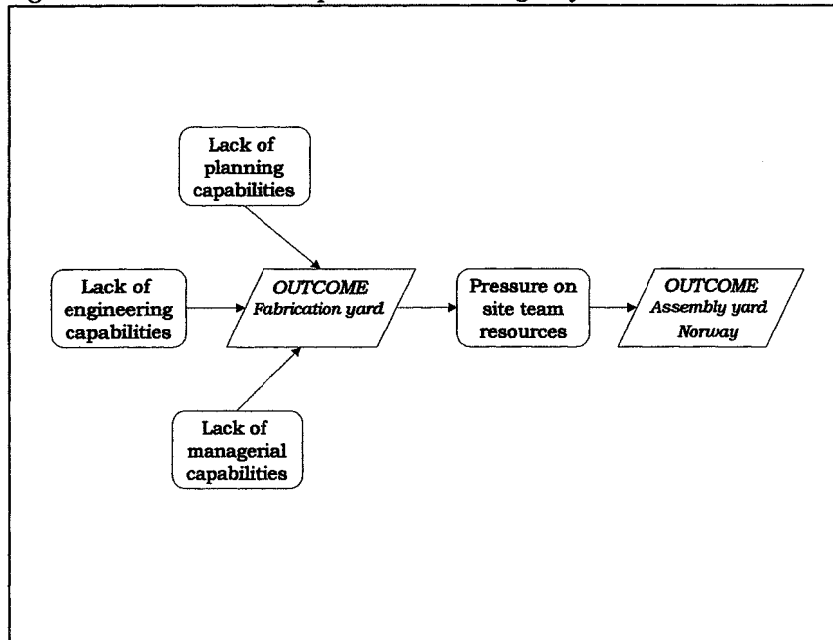 Lack of
planning
capabilities
Lack of
engineering
capabilities
OUTCOME
Fabrication yard
Pressure on
site team
resources
OUTCOME
Assembly yard
Norway
Lack of
managerial
capabilities